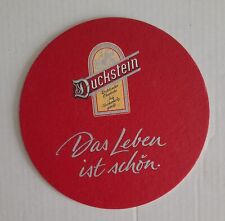 Duckstein
Das Leben
ist schön.